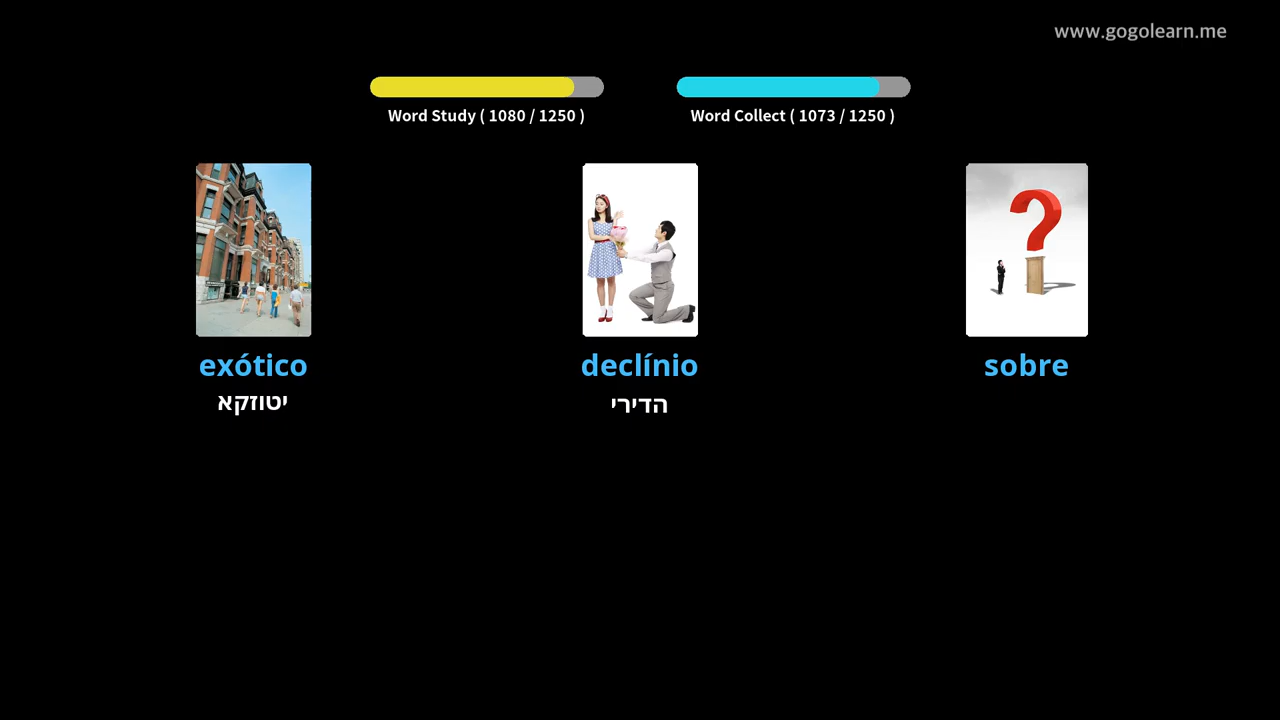 www.gogolearn.me
Word Study ( 1080 / 1250 )
Word Collect ( 1073 / 1250 )
exótico
יטוזקא
declínio
הדירי
sobre